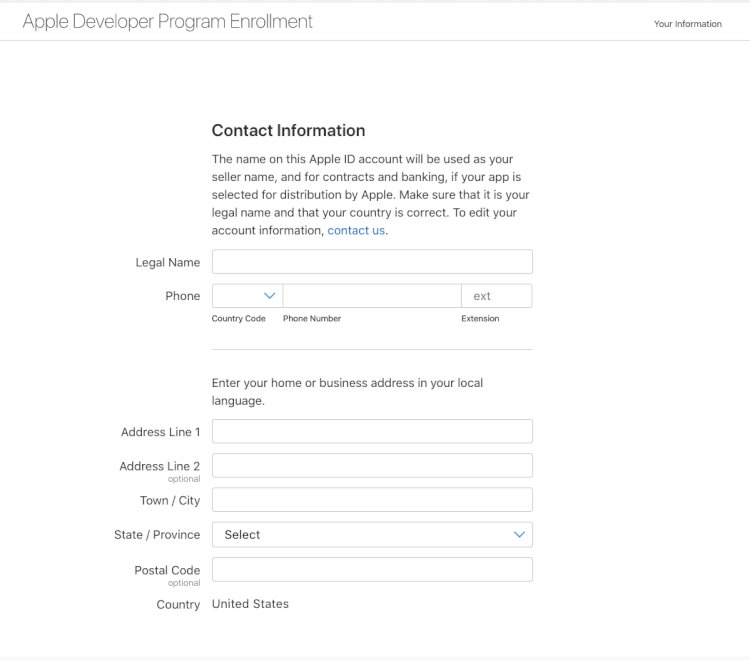 Apple Developer Program Enrollment
Your Information
Contact Information
The name on this Apple ID account will be used as your
seller name, and for contracts and banking, if your app is
selected for distribution by Apple. Make sure that it is your
legal name and that your country is correct. To edit your
account information, contact us.
Legal Name
Phone
ext
Country Code
Phone Number
Extension
Enter your home or business address in your local
language.
Address Line 1
Address Line 2
optional
Town / City
State / Province
Select
Postal Code
optional
Country
United States